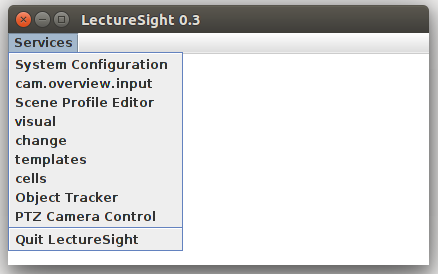 LectureSight 0.3
Services
System Configuration
cam.overview.input
Scene Profile Editor
visual
change
templates
cells
Object Tracker
PTZ Camera Control
Quit LectureSight